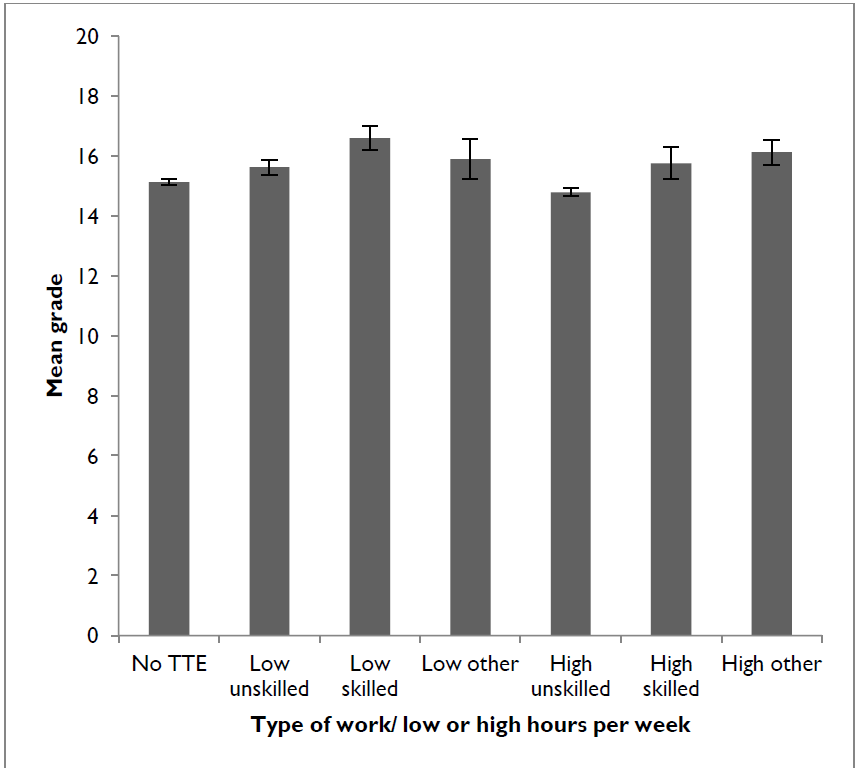 20
18
16
14
12
10
8
6
4
2
0
Mean grade
No TTE
Low
unskilled
Low
skilled
Low other
High
unskilled
High
skilled
High other
Type of work/ low or high hours per week